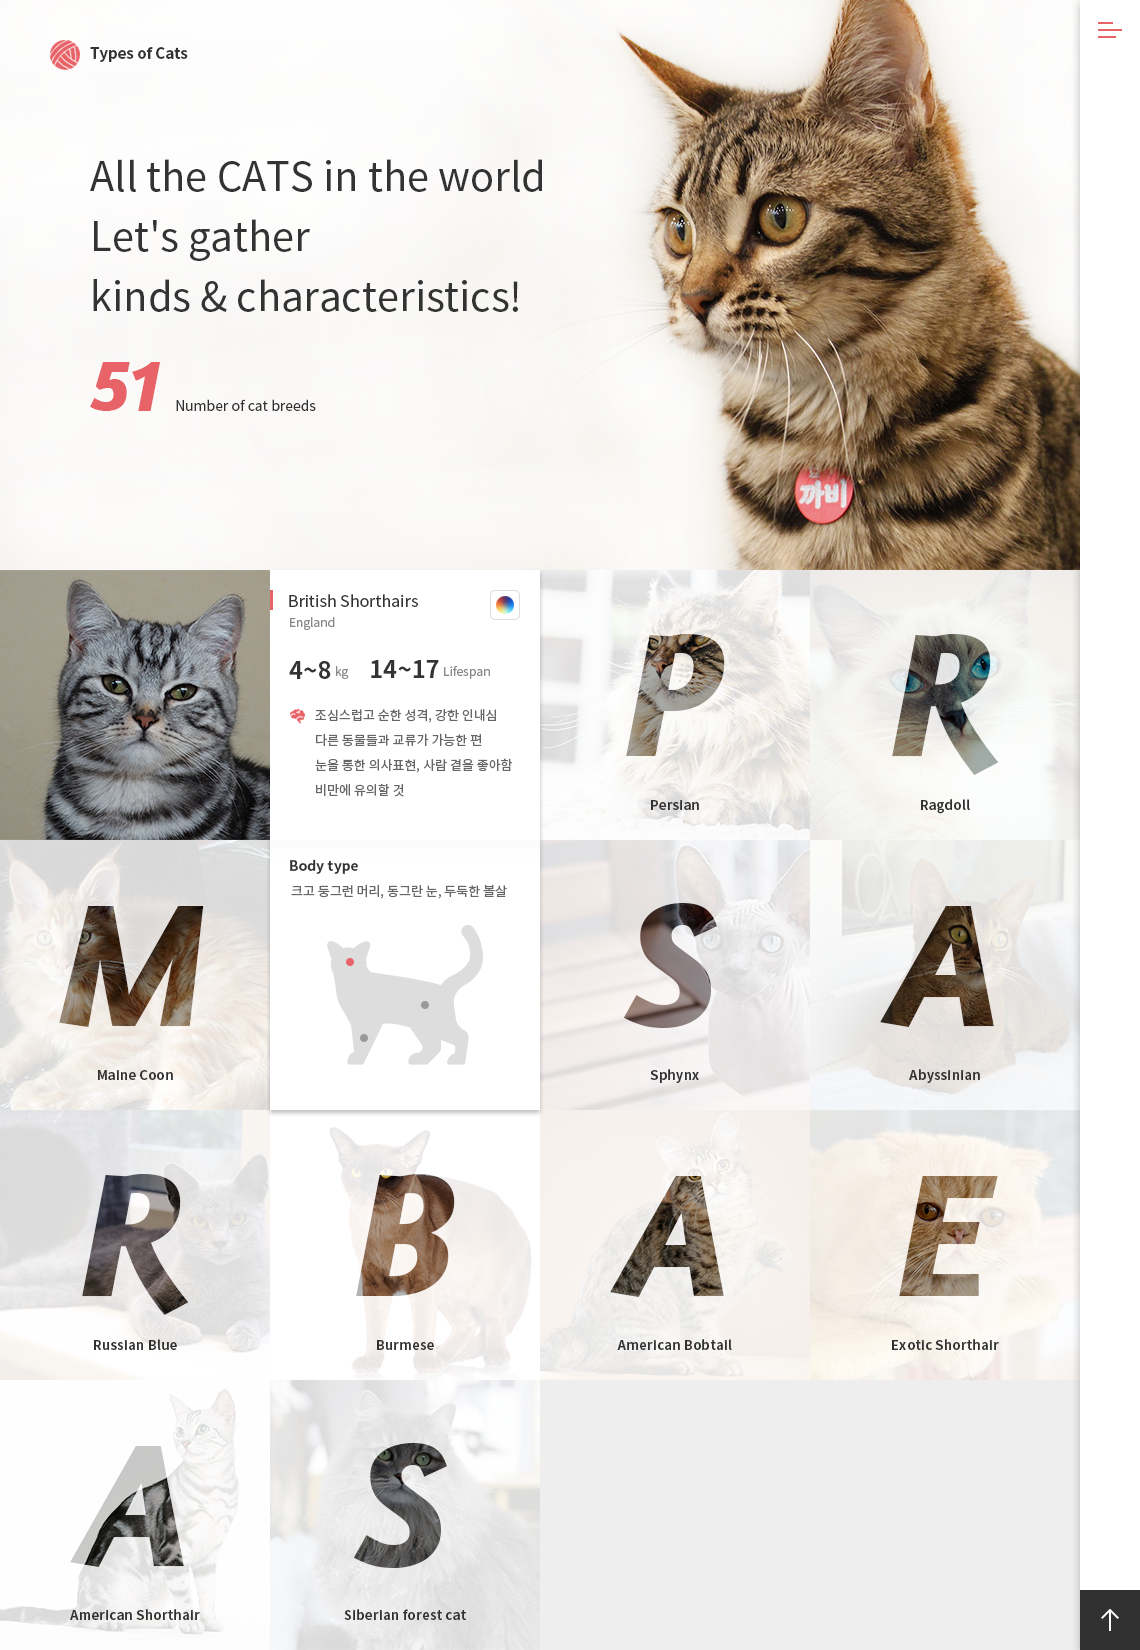 Types of Cats
All the CATS in the world
Let's gather
kinds & characteristics!
51 Number of cat breeds
까비
British Shorthairs
England
4~8 kg 14~17 Lifespan
조심스럽고 순한 성격, 강한 인내심
다른 동물들과 교류가 가능한 편
눈을 통한 의사표현, 사람 곁을 좋아함
비만에 유의할 것
Body type
크고 둥그런 머리, 동그란 눈, 두둑한 볼살
P
Persian
R
Ragdoll
M
Maine Coon
S
Sphynx
A
Abyssinian
R
Russian Blue
B
Burmese
A
American Bobtail
E
Exotic Shorthair
A
American Shorthair
S
Siberian forest cat